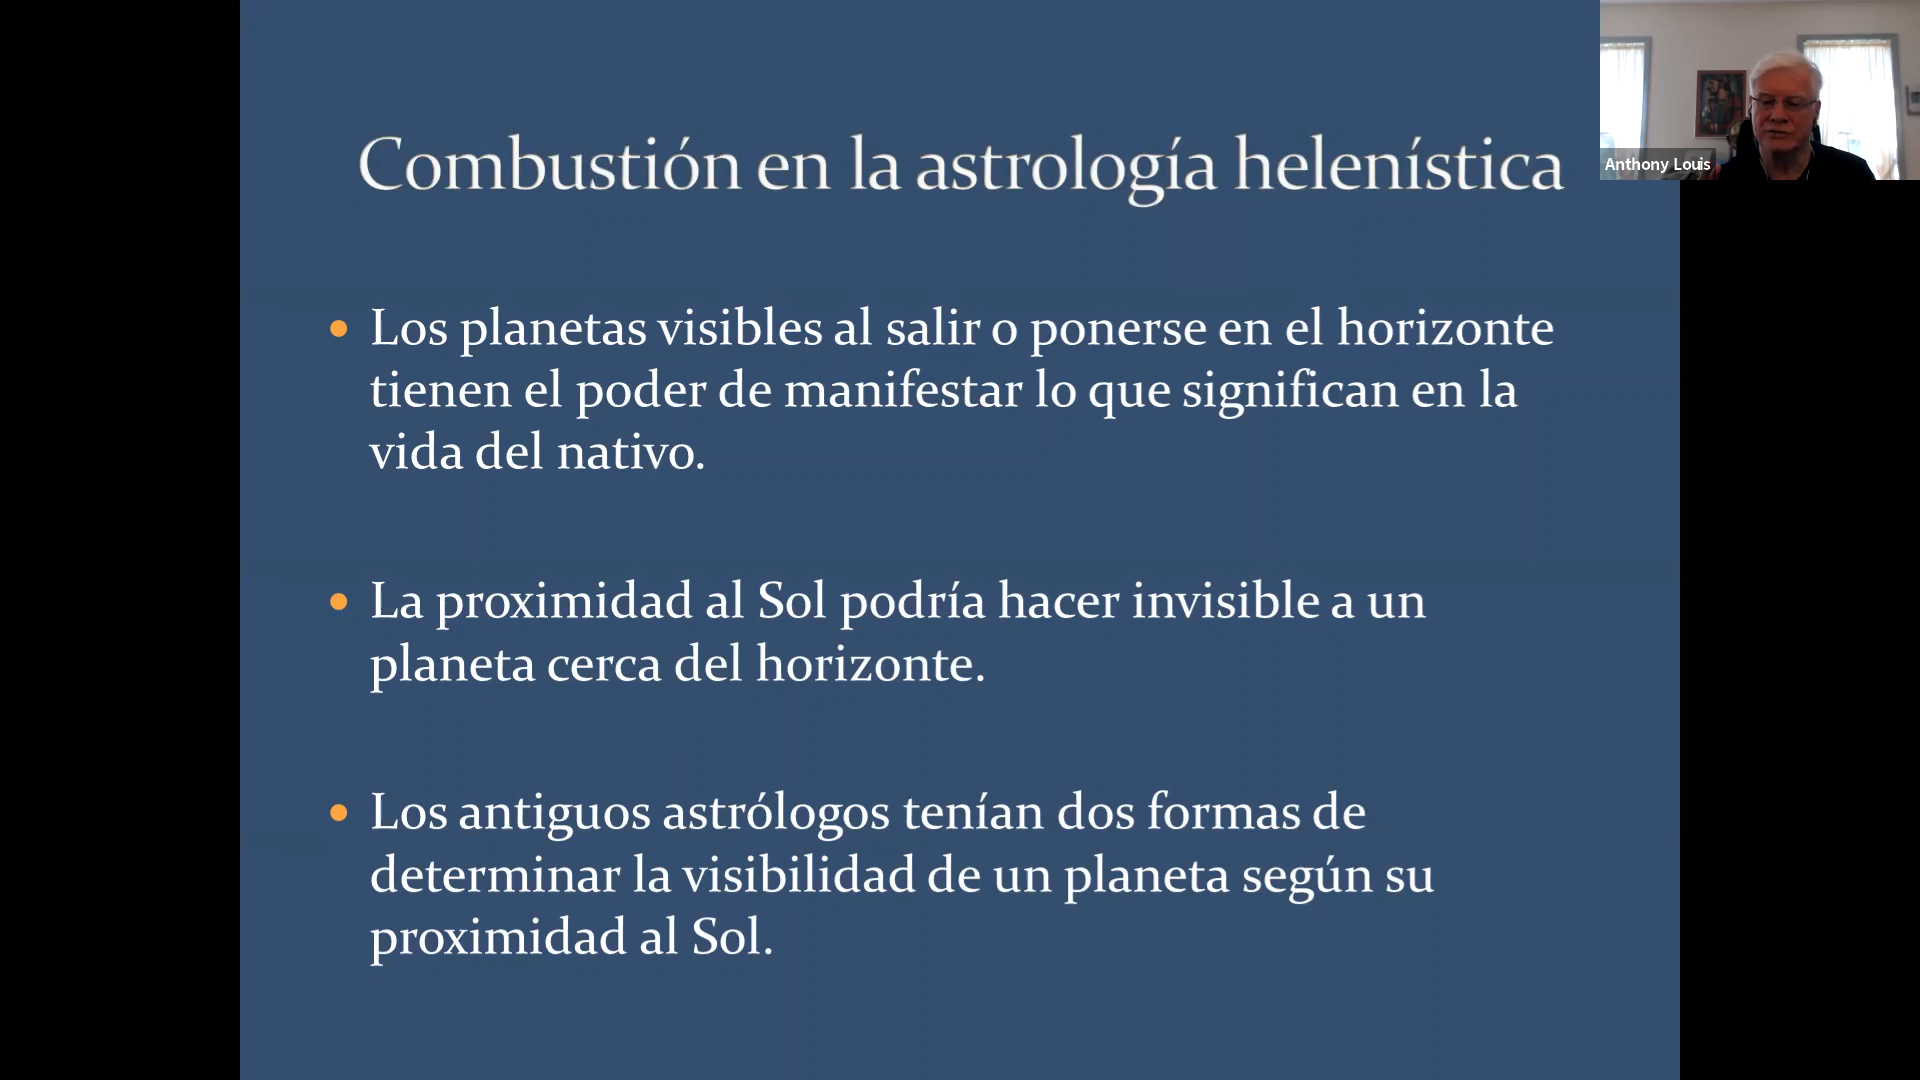 Combustión en la astrología helenística
Anthony Louis
• Los planetas visibles al salir o ponerse en el horizonte
tienen el poder de manifestar lo que significan en la
vida del nativo.
• La proximidad al Sol podría hacer invisible a un
planeta cerca del horizonte.
• Los antiguos astrólogos tenían dos formas de
determinar la visibilidad de un planeta según su
proximidad al Sol.